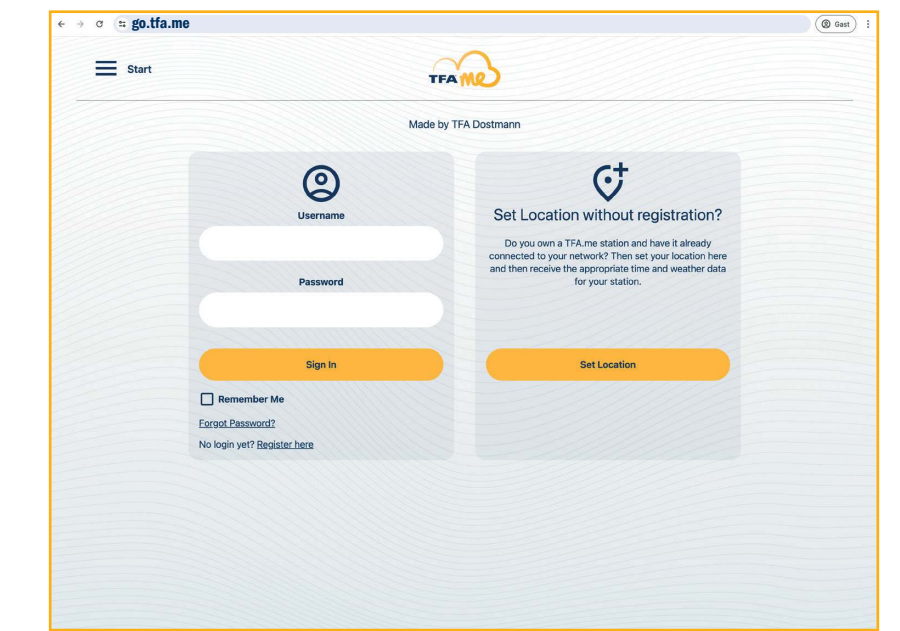 go.tfa.me
Gast
Start
TFA me
Made by TFA Dostmann
Username
Password
Sign In
Remember Me
Forgot Password?
No login yet? Register here
Set Location without registration?
Do you own a TFA.me station and have it already
connected to your network? Then set your location here
and then receive the appropriate time and weather data
for your station.
Set Location